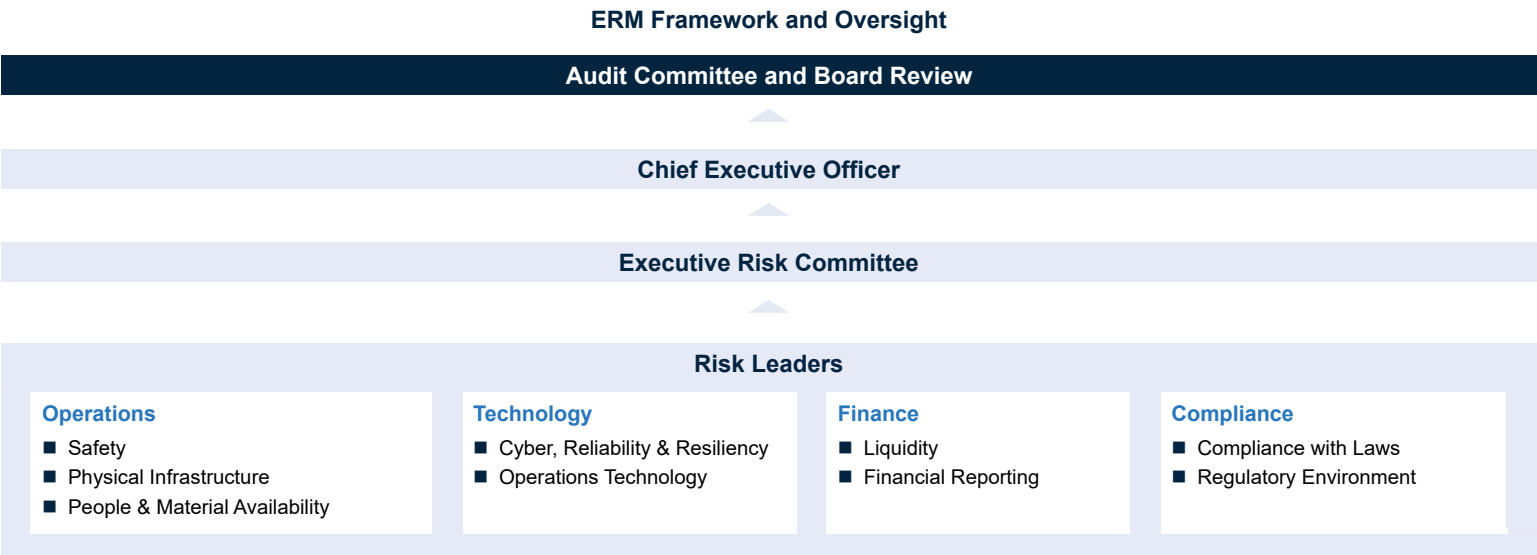 ERM Framework and Oversight
Audit Committee and Board Review
Chief Executive Officer
Executive Risk Committee
Risk Leaders
Operations
Safety
Physical Infrastructure
People & Material Availability
Technology
Cyber, Reliability & Resiliency
Operations Technology
Finance
Liquidity
Financial Reporting
Compliance
Compliance with Laws
Regulatory Environment